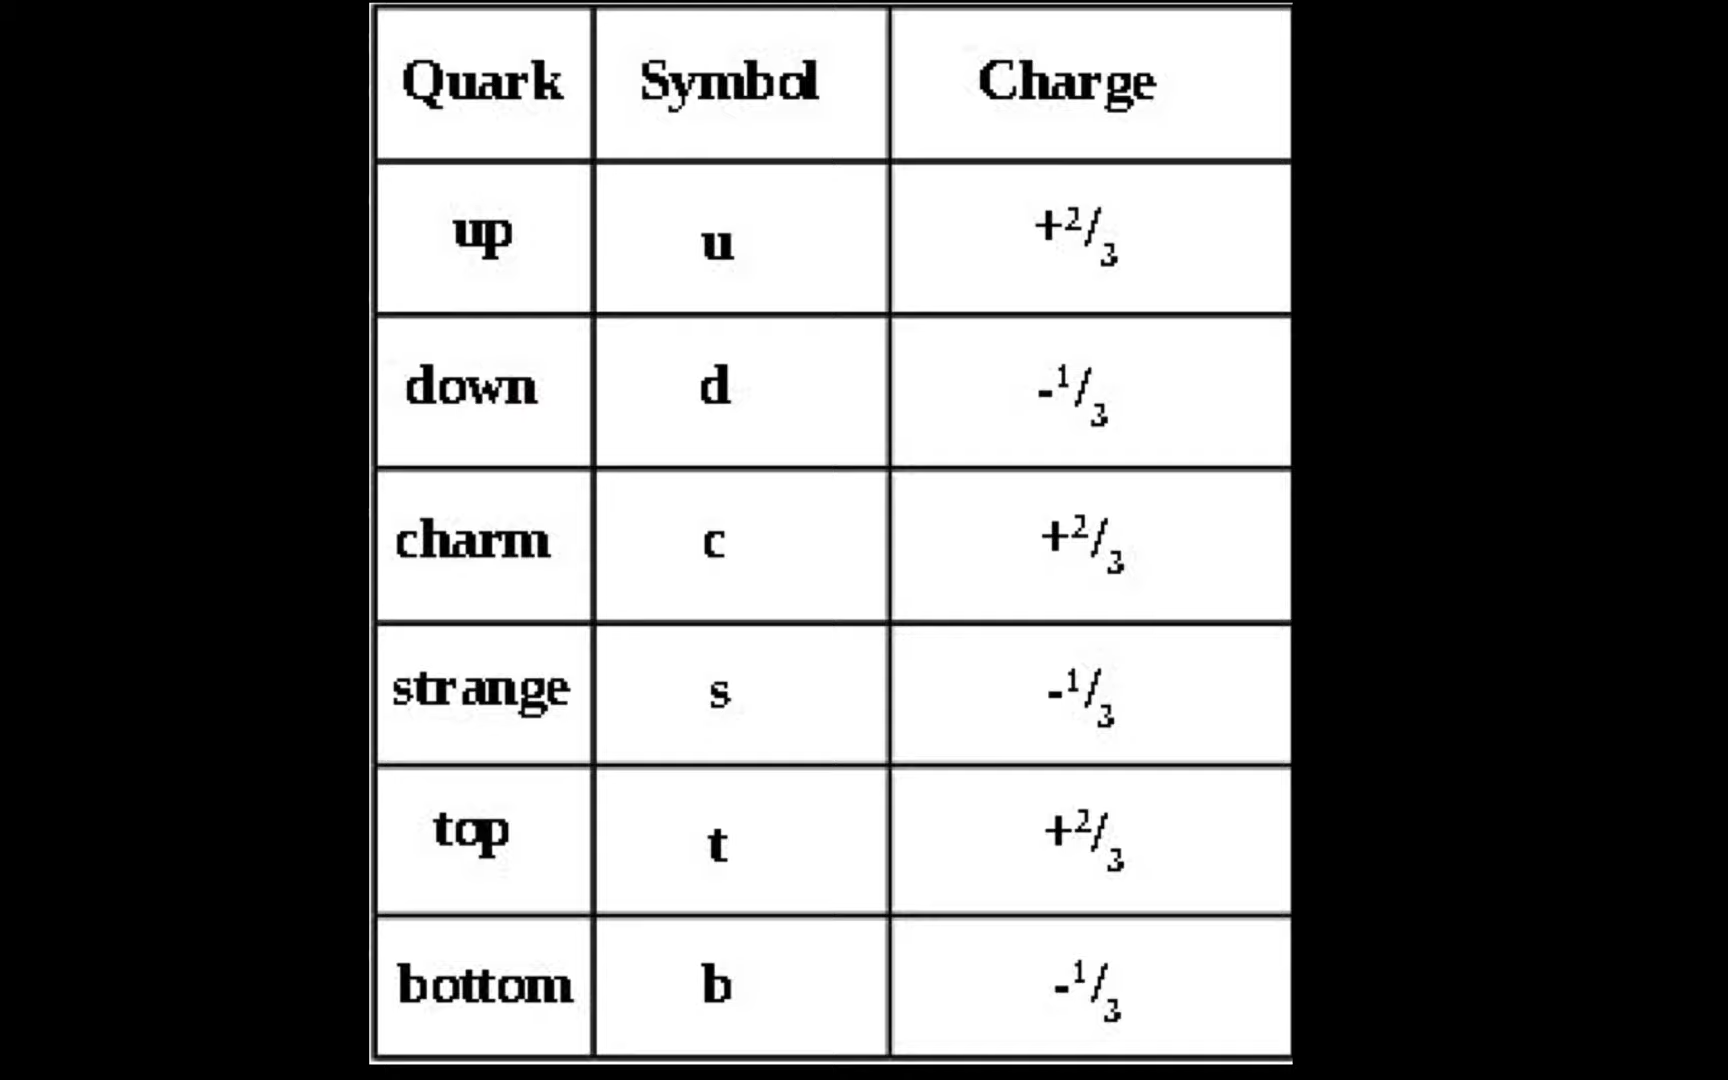 Quark Symbol Charge
up u +2/3
down d -1/3
charm c +2/3
strange s -1/3
top t +2/3
bottom b -1/3